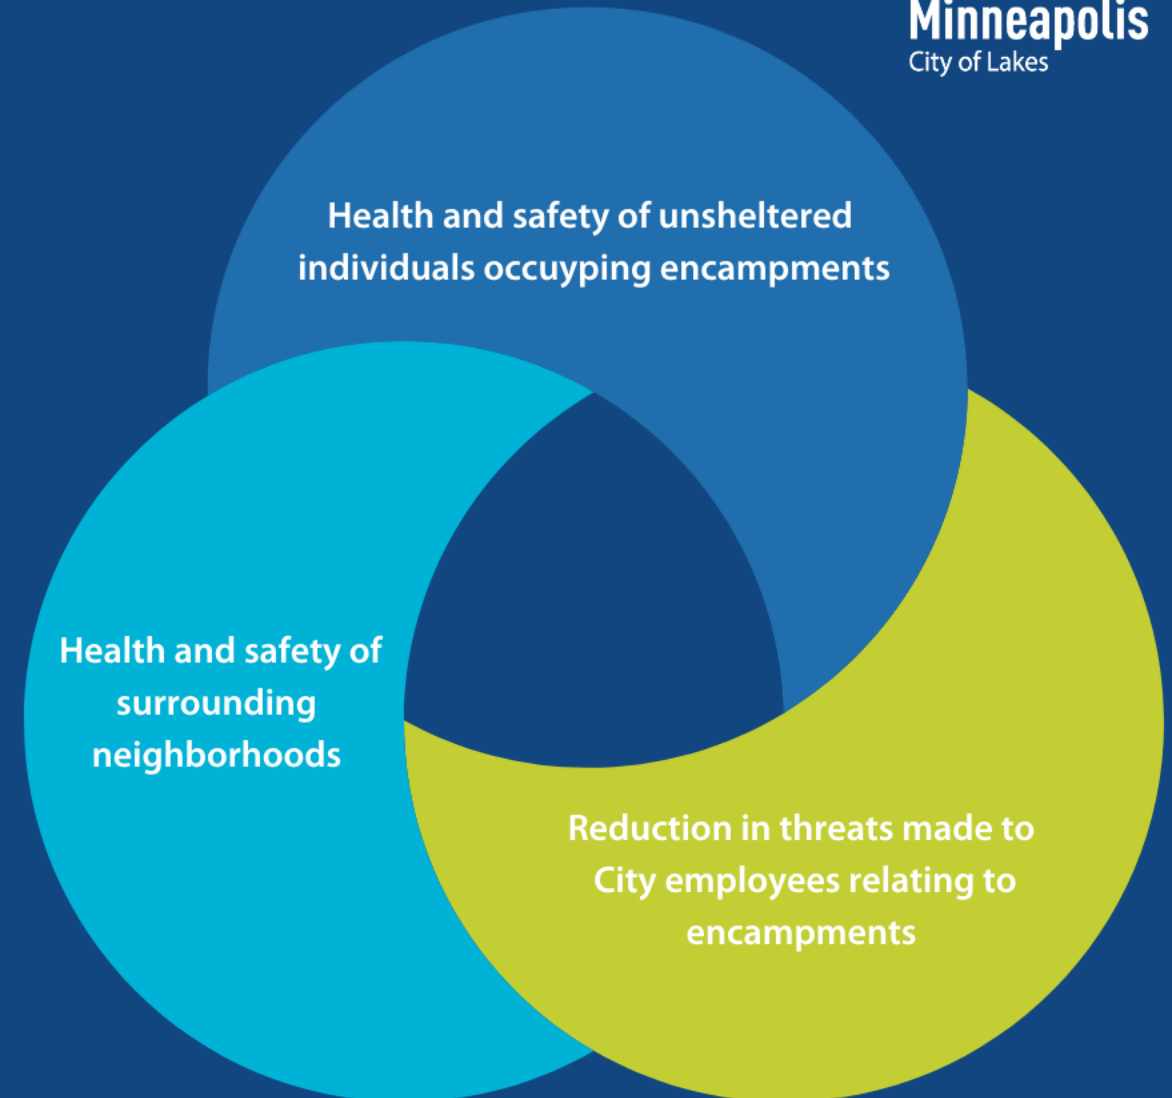 Minneapolis
City of Lakes
Health and safety of unsheltered
individuals occuyping encampments
Health and safety of
surrounding
neighborhoods
Reduction in threats made to
City employees relating to
encampments